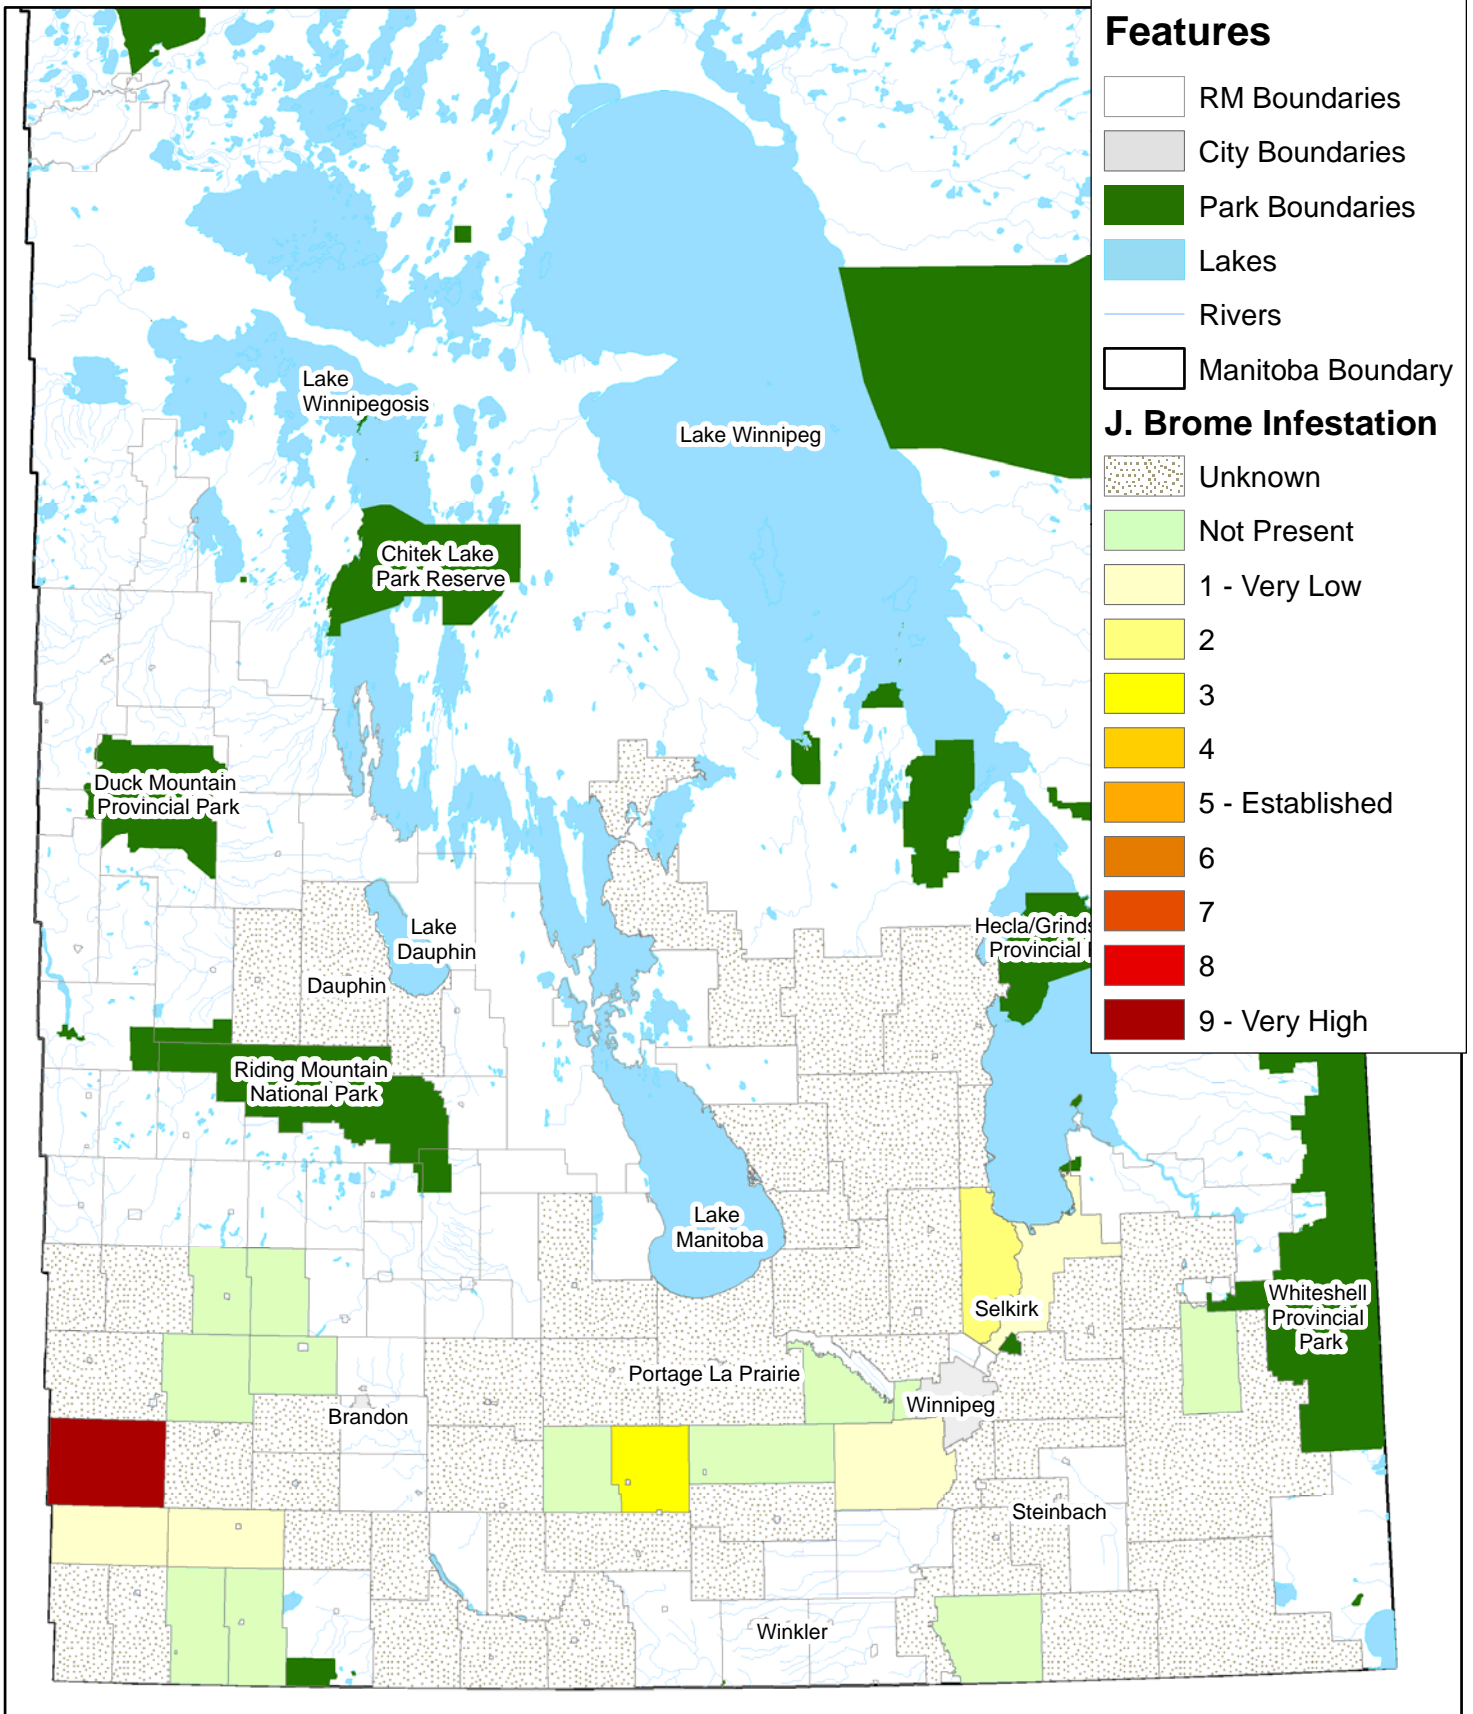 Features
RM Boundaries
City Boundaries
Park Boundaries
Lakes
Rivers
Manitoba Boundary
J. Brome Infestation
Unknown
Not Present
1 - Very Low
2
3
4
5 - Established
6
7
8
9 - Very High
Lake
Winnipegosis
Lake Winnipeg
Chitek Lake
Park Reserve
Duck Mountain
Provincial Park
Lake
Dauphin
Dauphin
Hecla/Grinds
Provincial
Riding Mountain
National Park
Lake
Manitoba
Selkirk
Whiteshell
Provincial
Park
Portage La Prairie
Winnipeg
Brandon
Steinbach
Winkler